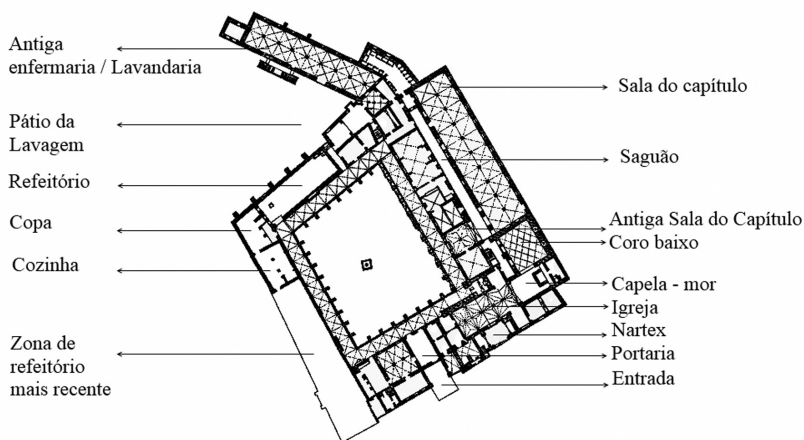 Antiga
enfermaria / Lavandaria
Pátio da
Lavagem
Refeitório
Copa
Cozinha
Zona de
refeitório
mais recente
Sala do capítulo
Saguão
Antiga Sala do Capítulo
Coro baixo
Capela - mor
Igreja
Nartex
Portaria
Entrada